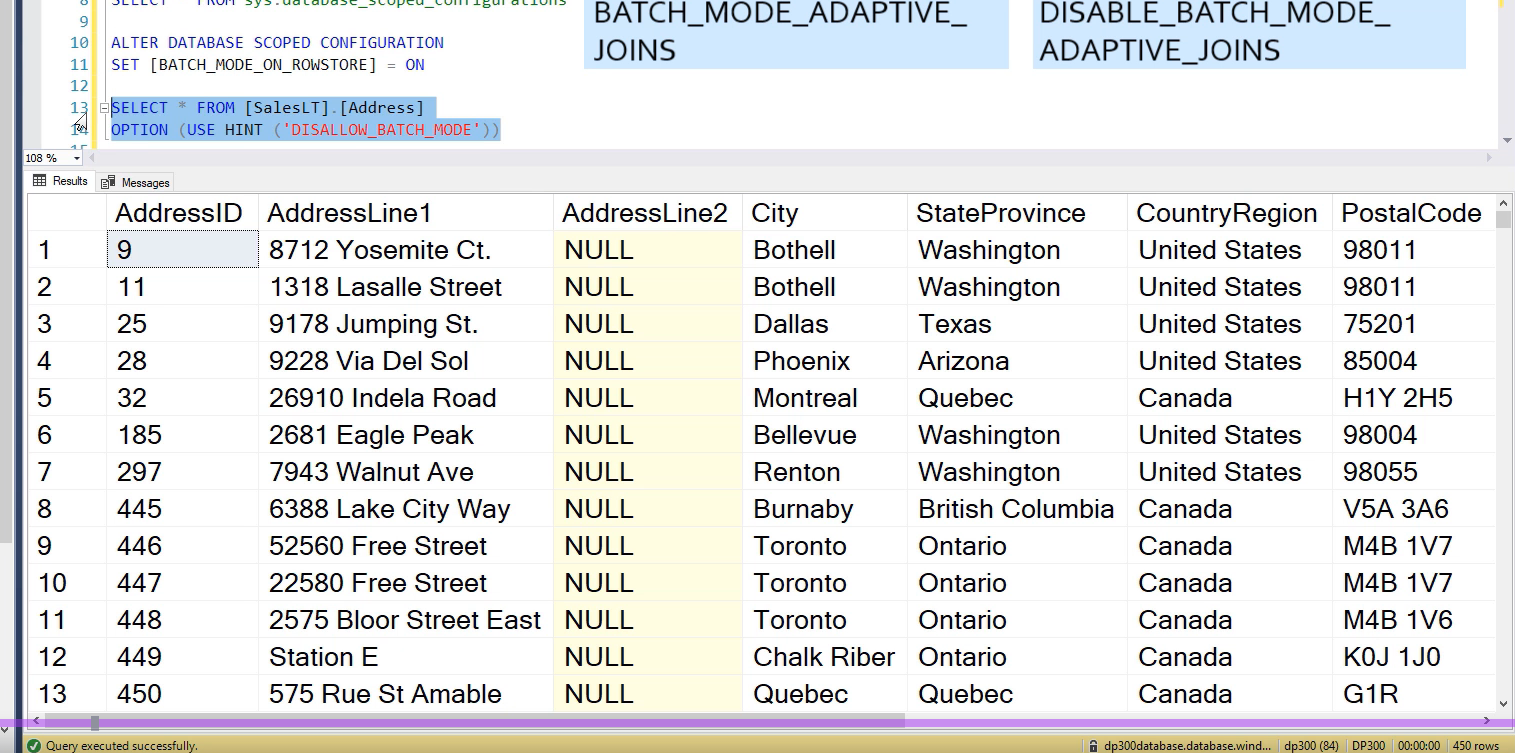 8 SELECT * FROM sys.database_scoped_configurations
9
10 ALTER DATABASE SCOPED CONFIGURATION
11 SET [BATCH_MODE_ON_ROWSTORE] = ON
12
13 SELECT * FROM [SalesLT].[Address]
14 OPTION (USE HINT ('DISALLOW_BATCH_MODE'))
15
BATCH_MODE_ADAPTIVE_
JOINS
DISABLE_BATCH_MODE_
ADAPTIVE_JOINS
108 %
Results Messages
AddressID AddressLine1 AddressLine2 City StateProvince CountryRegion PostalCode
1 9 8712 Yosemite Ct. NULL Bothell Washington United States 98011
2 11 1318 Lasalle Street NULL Bothell Washington United States 98011
3 25 9178 Jumping St. NULL Dallas Texas United States 75201
4 28 9228 Via Del Sol NULL Phoenix Arizona United States 85004
5 32 26910 Indela Road NULL Montreal Quebec Canada H1Y 2H5
6 185 2681 Eagle Peak NULL Bellevue Washington United States 98004
7 297 7943 Walnut Ave NULL Renton Washington United States 98055
8 445 6388 Lake City Way NULL Burnaby British Columbia Canada V5A 3A6
9 446 52560 Free Street NULL Toronto Ontario Canada M4B 1V7
10 447 22580 Free Street NULL Toronto Ontario Canada M4B 1V7
11 448 2575 Bloor Street East NULL Toronto Ontario Canada M4B 1V6
12 449 Station E NULL Chalk Riber Ontario Canada K0J 1J0
13 450 575 Rue St Amable NULL Quebec Quebec Canada G1R
Query executed successfully. dp300database.database.wind... dp300 (84) DP300 00:00:00 450 rows